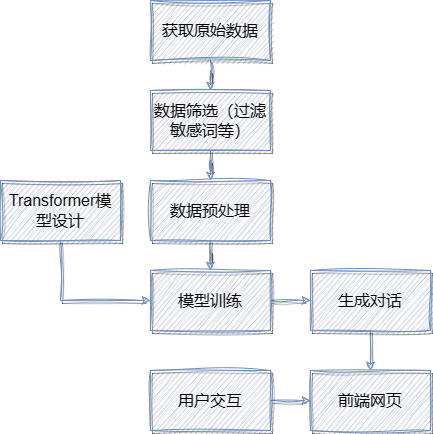 获取原始数据
数据筛选（过滤
敏感词等）
Transformer模
型设计
数据预处理
模型训练
生成对话
用户交互
前端网页